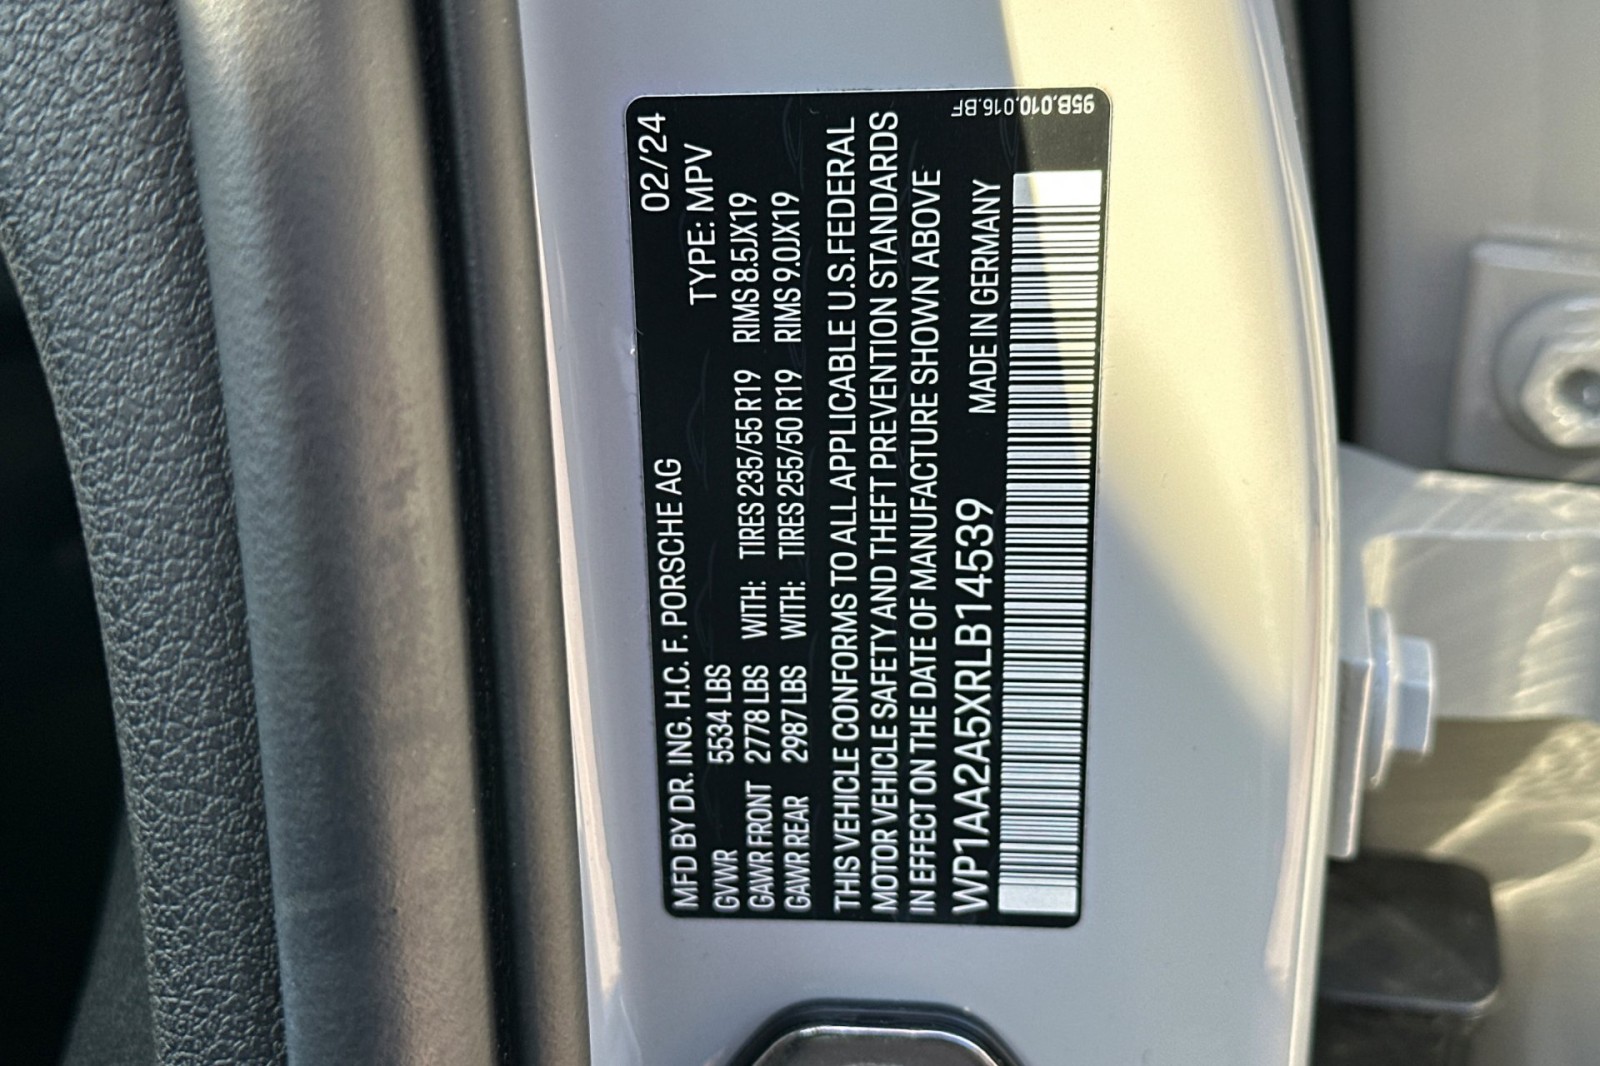 MFD BY DR. ING. H.C. F. PORSCHE AG 02/24
GVWR 5534 LBS TYPE: MPV
GAWR FRONT 2778 LBS WITH: TIRES 235/55 R19 RIMS 8.5JX19
GAWR REAR 2987 LBS WITH: TIRES 255/50 R19 RIMS 9.0JX19
THIS VEHICLE CONFORMS TO ALL APPLICABLE U.S.FEDERAL
MOTOR VEHICLE SAFETY AND THEFT PREVENTION STANDARDS
IN EFFECT ON THE DATE OF MANUFACTURE SHOWN ABOVE
WP1AA2A5XRLB14539 MADE IN GERMANY
95B.010.016.BF